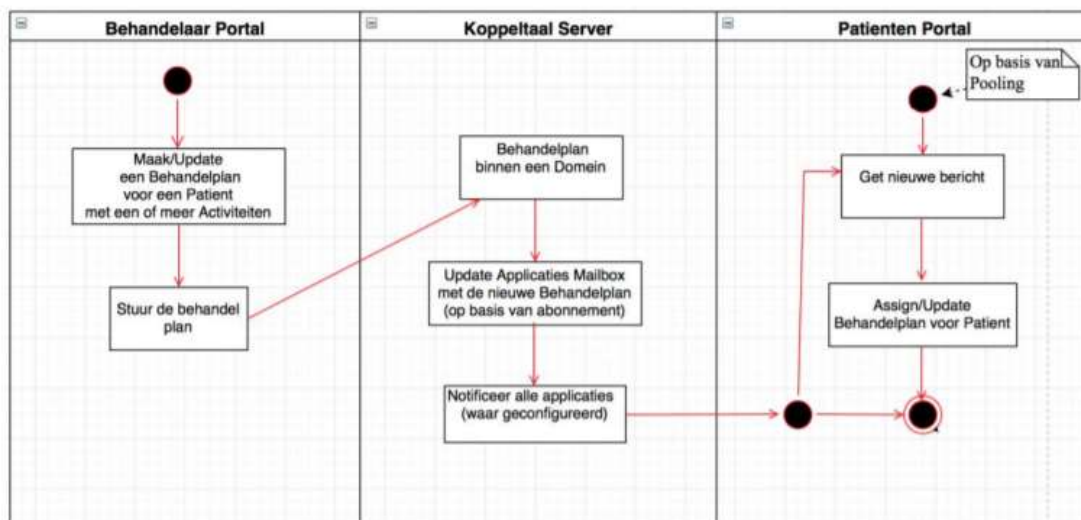 Behandelaar Portal
Koppeltaal Server
Patienten Portal
Op basis van
Pooling
Maak/Update
een Behandelplan
voor een Patient
met een of meer Activiteiten
Stuur de behandel
plan
Behandelplan
binnen een Domein
Update Applicaties Mailbox
met de nieuwe Behandelplan
(op basis van abonnement)
Notificeer alle applicaties
(waar geconfigureerd)
Get nieuwe bericht
Assign/Update
Behandelplan voor Patient